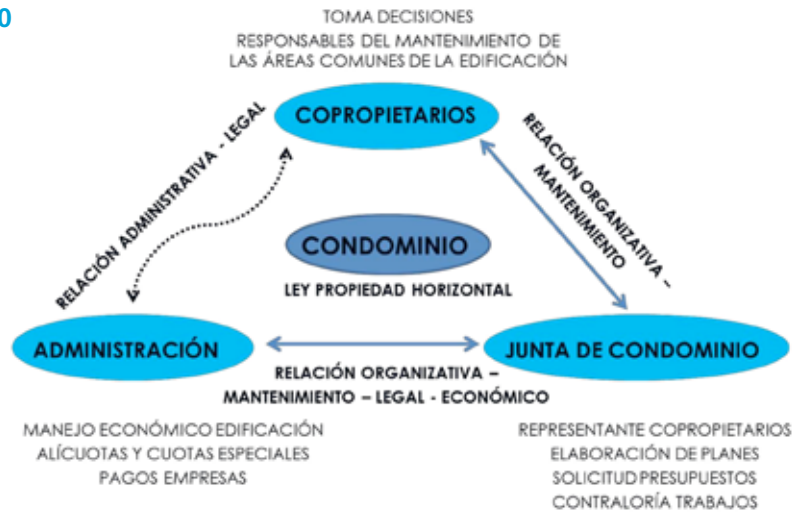 0
TOMA DECISIONES
RESPONSABLES DEL MANTENIMIENTO DE
LAS ÁREAS COMUNES DE LA EDIFICACIÓN
COPROPIETARIOS
RELACIÓN ADMINISTRATIVA - LEGAL
RELACIÓN ORGANIZATIVA –
MANTENIMIENTO
CONDOMINIO
LEY PROPIEDAD HORIZONTAL
ADMINISTRACIÓN
JUNTA DE CONDOMINIO
RELACIÓN ORGANIZATIVA –
MANTENIMIENTO – LEGAL - ECONÓMICO
MANEJO ECONÓMICO EDIFICACIÓN
ALÍCUOTAS Y CUOTAS ESPECIALES
PAGOS EMPRESAS
REPRESENTANTE COPROPIETARIOS
ELABORACIÓN DE PLANES
SOLICITUD PRESUPUESTOS
CONTRALORÍA TRABAJOS